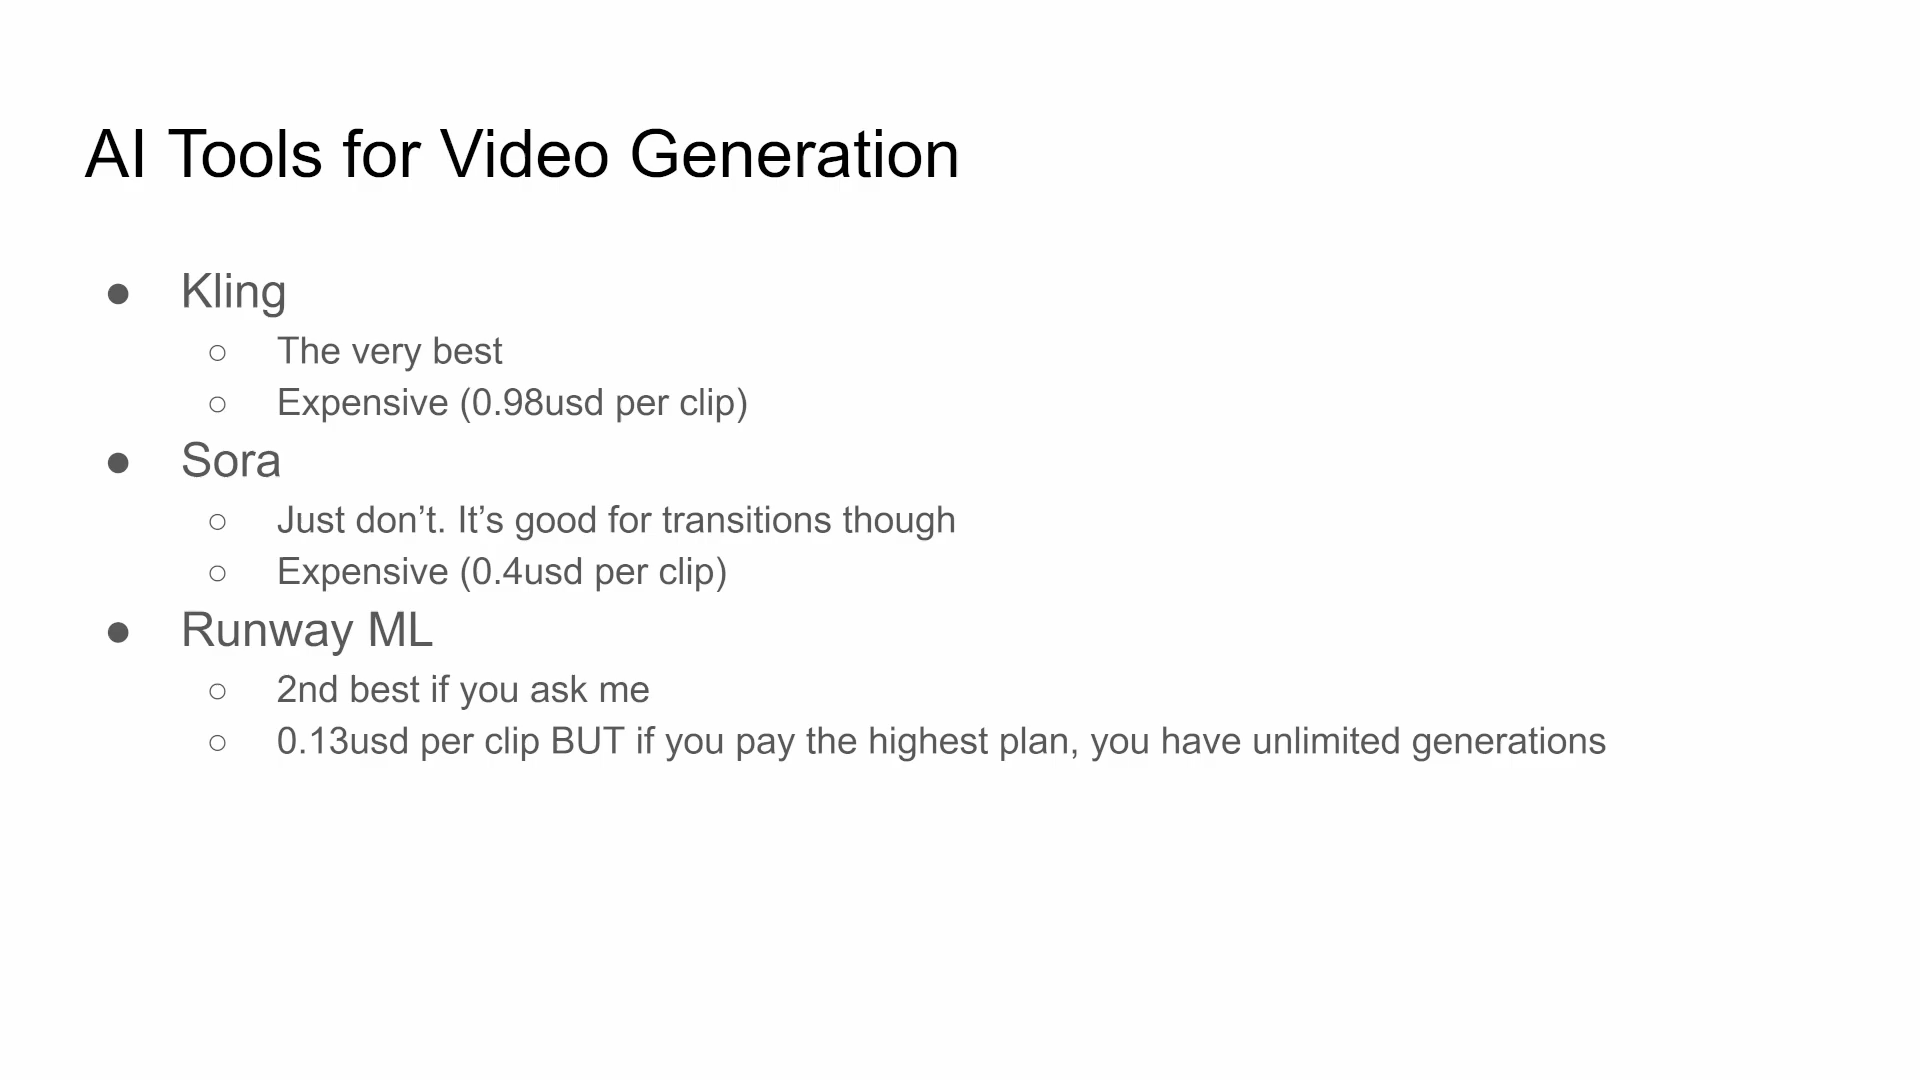 AI Tools for Video Generation
● Kling
○ The very best
○ Expensive (0.98usd per clip)
● Sora
○ Just don’t. It’s good for transitions though
○ Expensive (0.4usd per clip)
● Runway ML
○ 2nd best if you ask me
○ 0.13usd per clip BUT if you pay the highest plan, you have unlimited generations